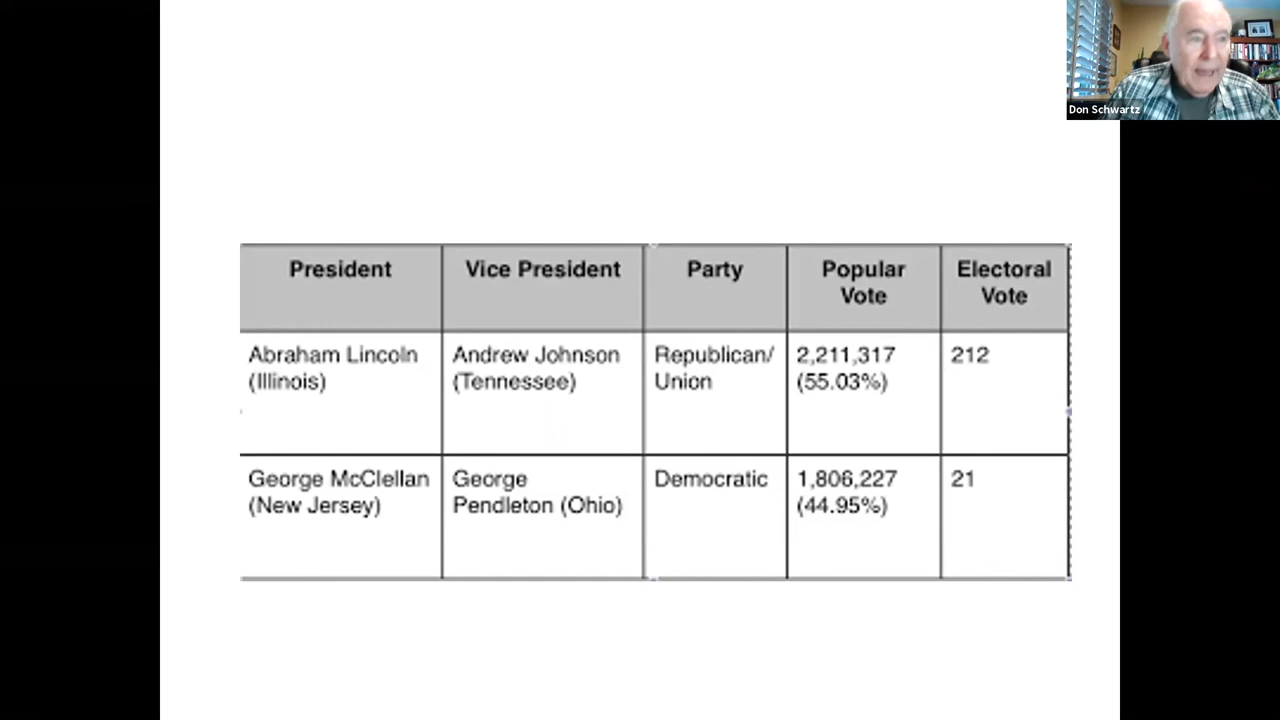 Don Schwartz
President
Vice President
Party
Popular
Vote
Electoral
Vote
Abraham Lincoln
(Illinois)
Andrew Johnson
(Tennessee)
Republican/
Union
2,211,317
(55.03%)
212
George McClellan
(New Jersey)
George
Pendleton (Ohio)
Democratic
1,806,227
(44.95%)
21